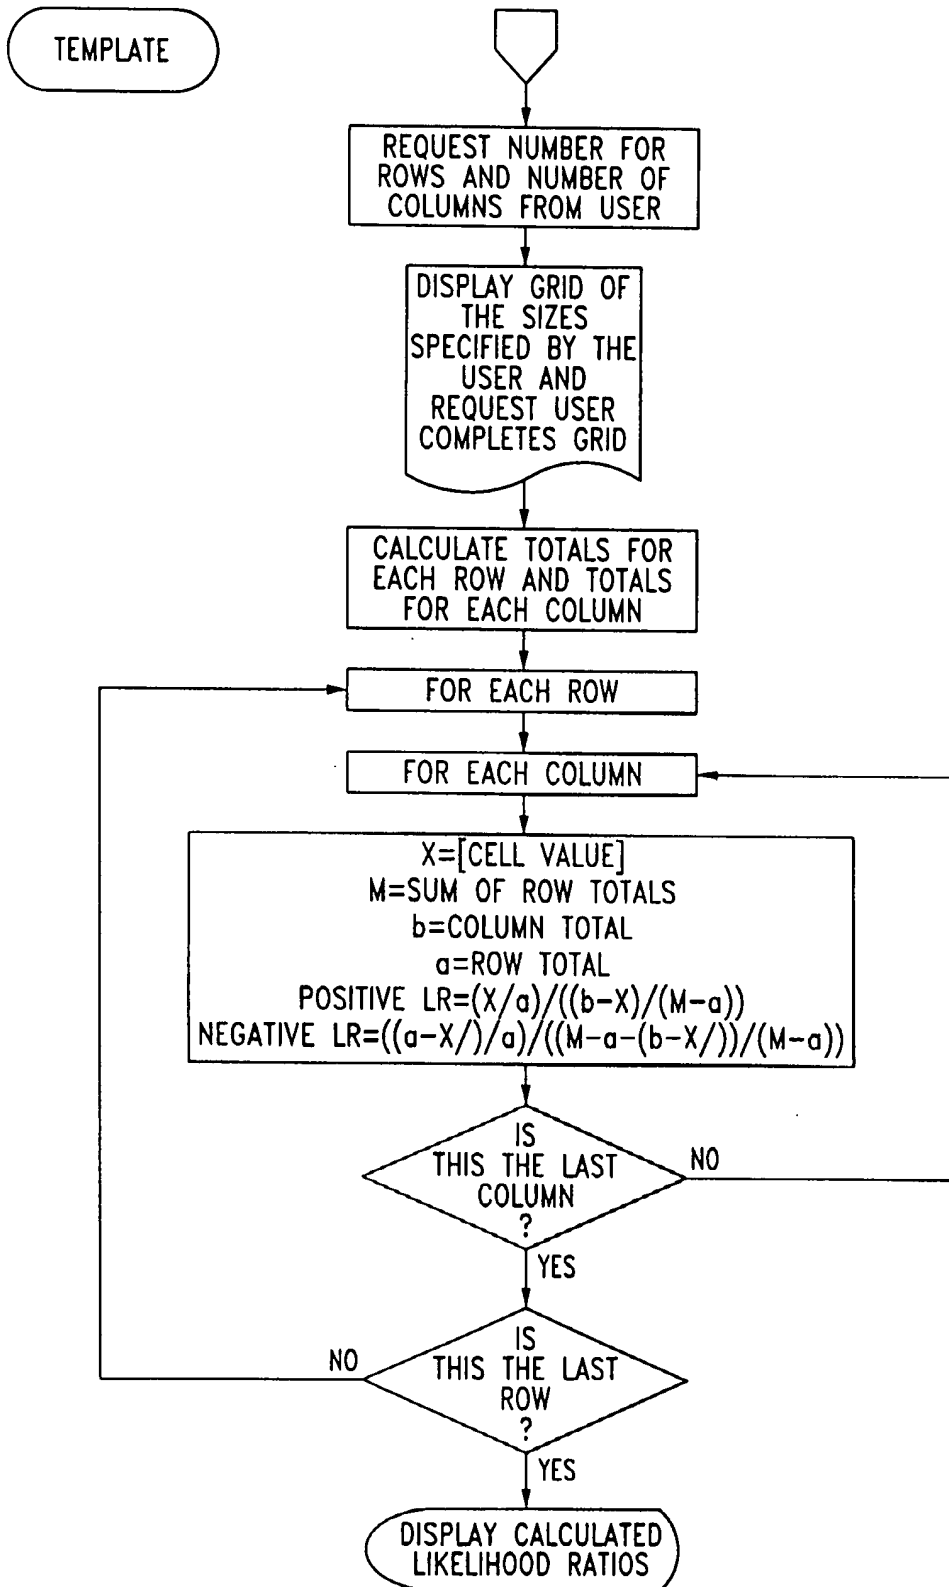 TEMPLATE
REQUEST NUMBER FOR
ROWS AND NUMBER OF
COLUMNS FROM USER
DISPLAY GRID OF
THE SIZES
SPECIFIED BY THE
USER AND
REQUEST USER
COMPLETES GRID
CALCULATE TOTALS FOR
EACH ROW AND TOTALS
FOR EACH COLUMN
FOR EACH ROW
FOR EACH COLUMN
X=[CELL VALUE]
M=SUM OF ROW TOTALS
b=COLUMN TOTAL
a=ROW TOTAL
POSITIVE LR=(X/a)/((b-X)/(M-a))
NEGATIVE LR=((a-X/)/a)/((M-a-(b-X/))/(M-a))
IS
THIS THE LAST
COLUMN
?
NO
YES
IS
THIS THE LAST
ROW
?
NO
YES
DISPLAY CALCULATED
LIKELIHOOD RATIOS